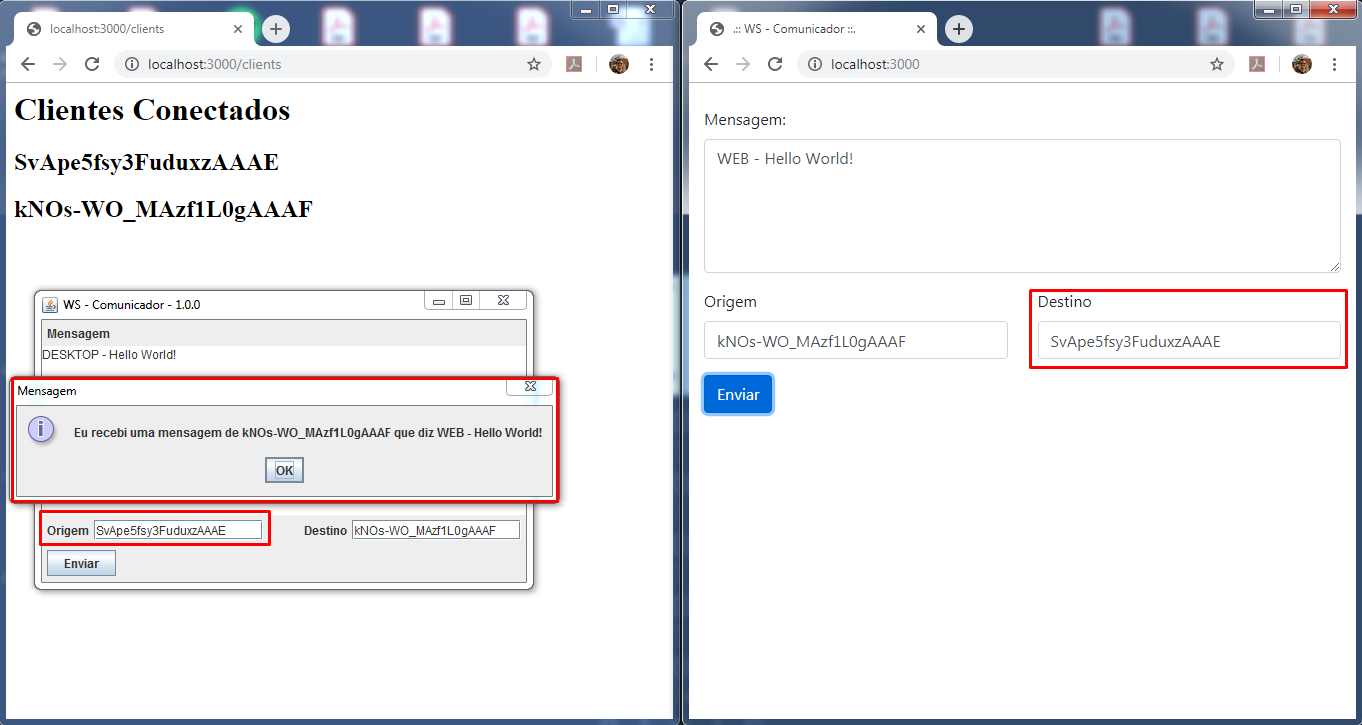 localhost:3000/clients
localhost:3000/clients
Clientes Conectados
SvApe5fsy3FuduxzAAAE
kNOs-WO_MAzf1L0gAAAF
WS - Comunicador - 1.0.0
Mensagem
DESKTOP - Hello World!
Mensagem
Eu recebi uma mensagem de kNOs-WO_MAzf1L0gAAAF que diz WEB - Hello World!
OK
Origem SvApe5fsy3FuduxzAAAE Destino kNOs-WO_MAzf1L0gAAAF
Enviar
.:: WS - Comunicador ::.
localhost:3000
Mensagem:
WEB - Hello World!
Origem Destino
kNOs-WO_MAzf1L0gAAAF SvApe5fsy3FuduxzAAAE
Enviar